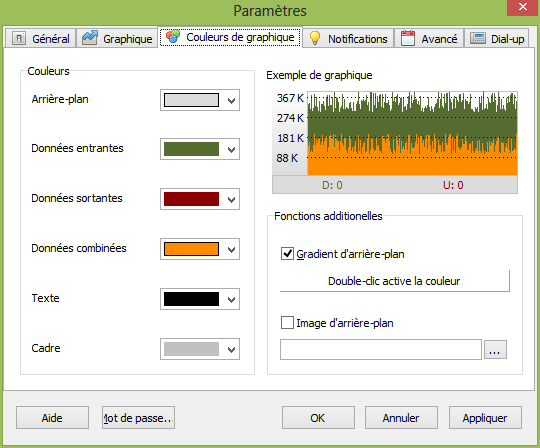 Paramètres
Général
Graphique
Couleurs de graphique
Notifications
Avancé
Dial-up
Couleurs
Arrière-plan
Données entrantes
Données sortantes
Données combinées
Texte
Cadre
Exemple de graphique
367 K
274 K
181 K
88 K
D: 0 U: 0
Fonctions additionelles
Gradient d'arrière-plan
Double-clic active la couleur
Image d'arrière-plan
...
Aide
Mot de passe...
OK
Annuler
Appliquer